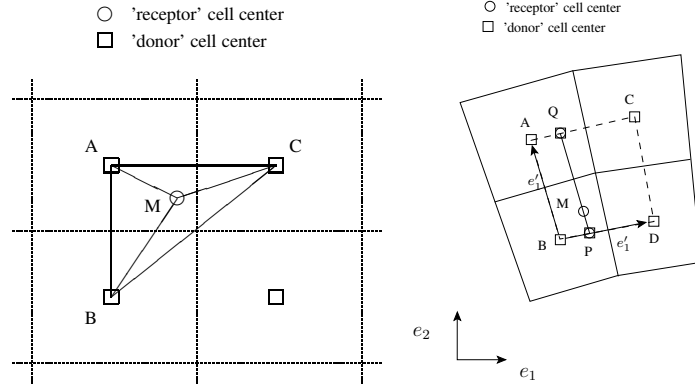 'receptor' cell center
'donor' cell center
A
C
M
B
'receptor' cell center
'donor' cell center
A
Q
C
e'₁
M
B
P
e'₁
D
e₂
e₁